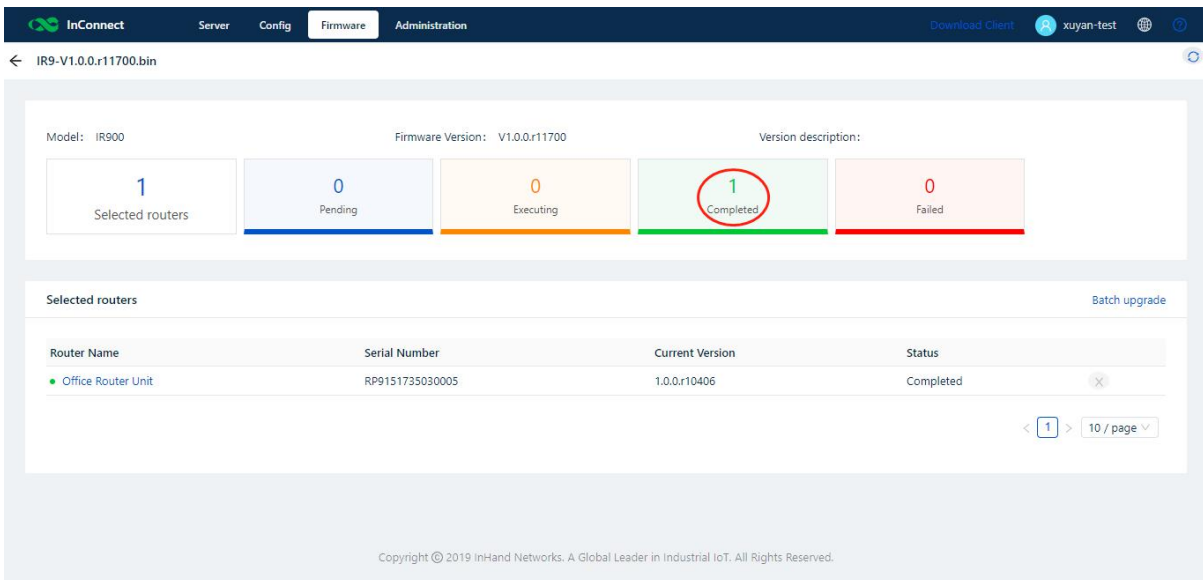 InConnect Server Config Firmware Administration Download Client xuyan-test
IR9-V1.0.0.r11700.bin
Model: IR900 Firmware Version: V1.0.0.r11700 Version description:
1 0 0 1 0
Selected routers Pending Executing Completed Failed
Selected routers Batch upgrade
Router Name Serial Number Current Version Status
Office Router Unit RP9151735030005 1.0.0.r10406 Completed X
< 1 > 10 / page
Copyright © 2019 InHand Networks. A Global Leader in Industrial IoT. All Rights Reserved.